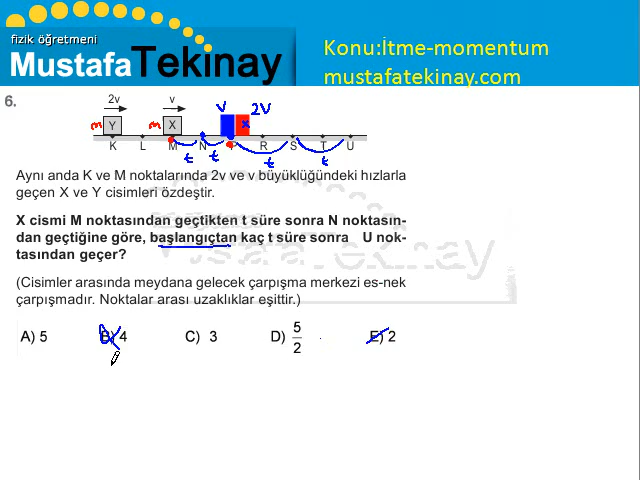 fizik öğretmeni
MustafaTekinay
Konu:İtme-momentum
mustafatekinay.com
6.
2v v v 2v
m Y m X x
K L M N P R S T U
t t t t
Aynı anda K ve M noktalarında 2v ve v büyüklüğündeki hızlarla
geçen X ve Y cisimleri özdeştir.
X cismi M noktasından geçtikten t süre sonra N noktasın-
dan geçtiğine göre, başlangıçtan kaç t süre sonra U nok-
tasından geçer?
(Cisimler arasında meydana gelecek çarpışma merkezi es-nek
çarpışmadır. Noktalar arası uzaklıklar eşittir.)
A) 5 B) 4 C) 3 D) 5/2 E) 2